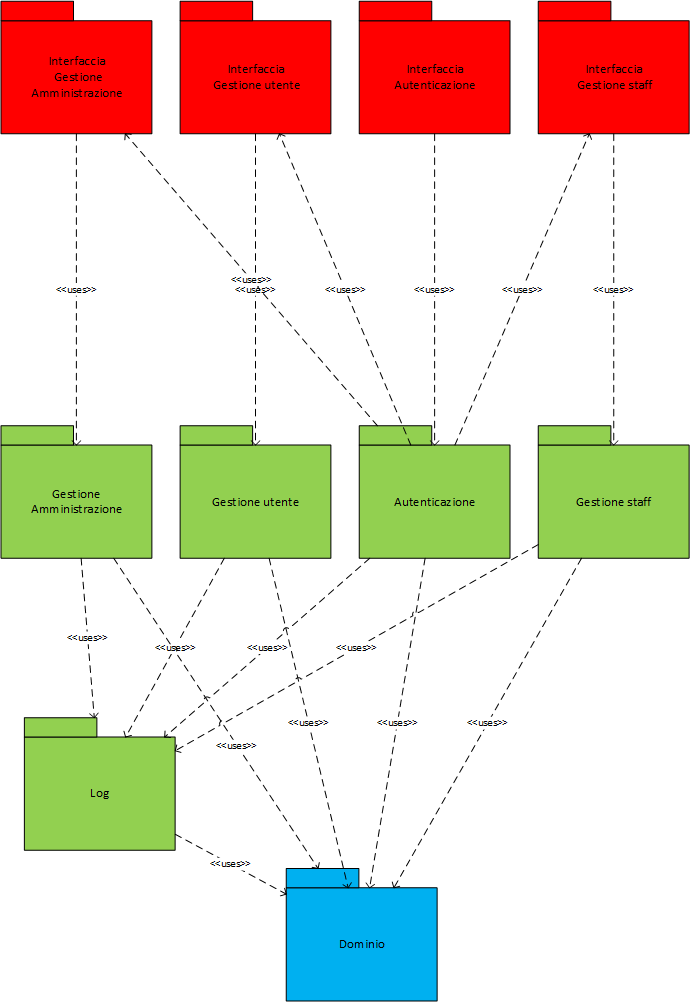 Interfaccia
Gestione
Amministrazione
Interfaccia
Gestione utente
Interfaccia
Autenticazione
Interfaccia
Gestione staff
<<uses>>
<<uses>>
<<uses>>
<<uses>>
<<uses>>
<<uses>>
<<uses>>
Gestione
Amministrazione
Gestione utente
Autenticazione
Gestione staff
<<uses>>
<<uses>>
<<uses>>
<<uses>>
<<uses>>
<<uses>>
<<uses>>
<<uses>>
Log
<<uses>>
Dominio